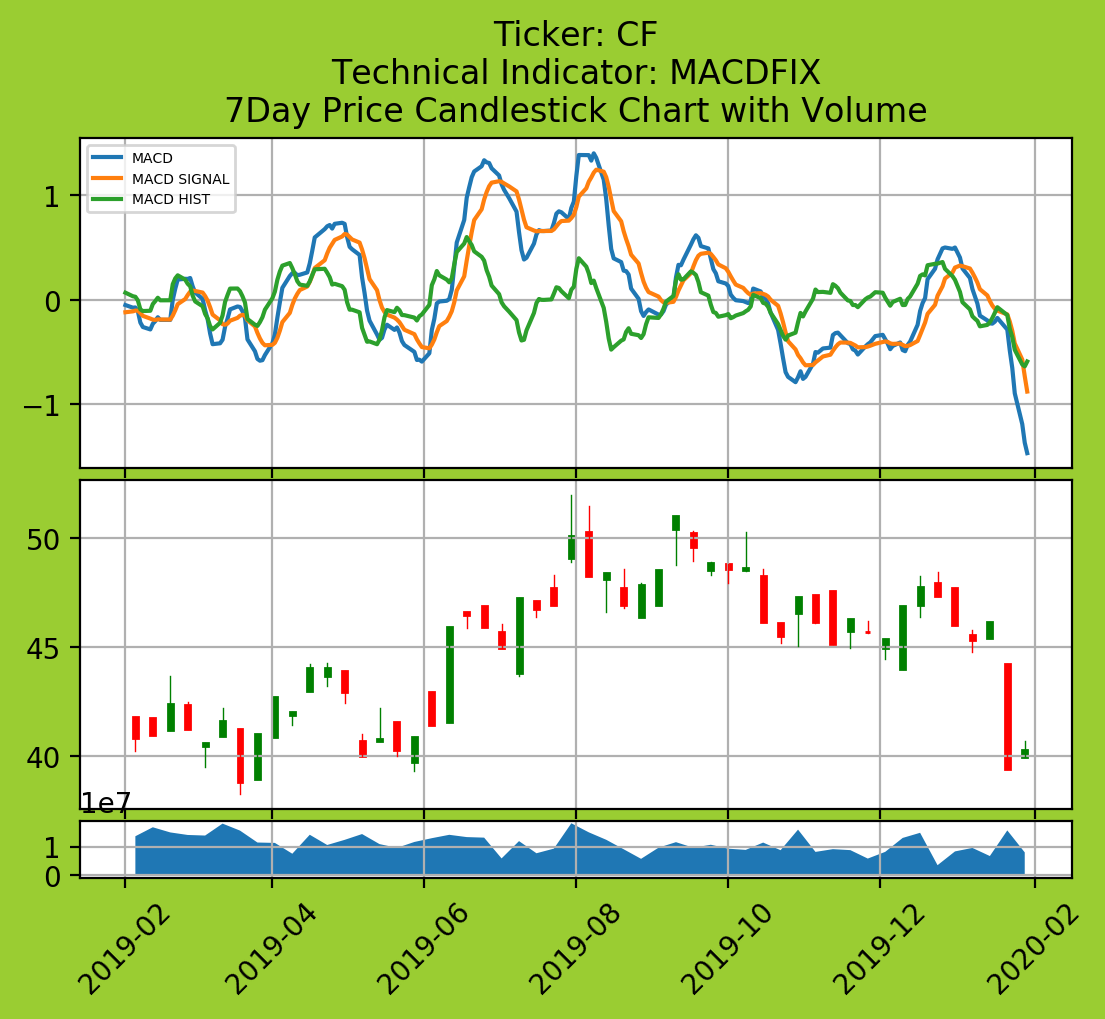 Ticker: CF
Technical Indicator: MACDFIX
7Day Price Candlestick Chart with Volume
MACD
MACD SIGNAL
MACD HIST
1
0
−1
50
45
40
1e7
1
0
2019-02
2019-04
2019-06
2019-08
2019-10
2019-12
2020-02